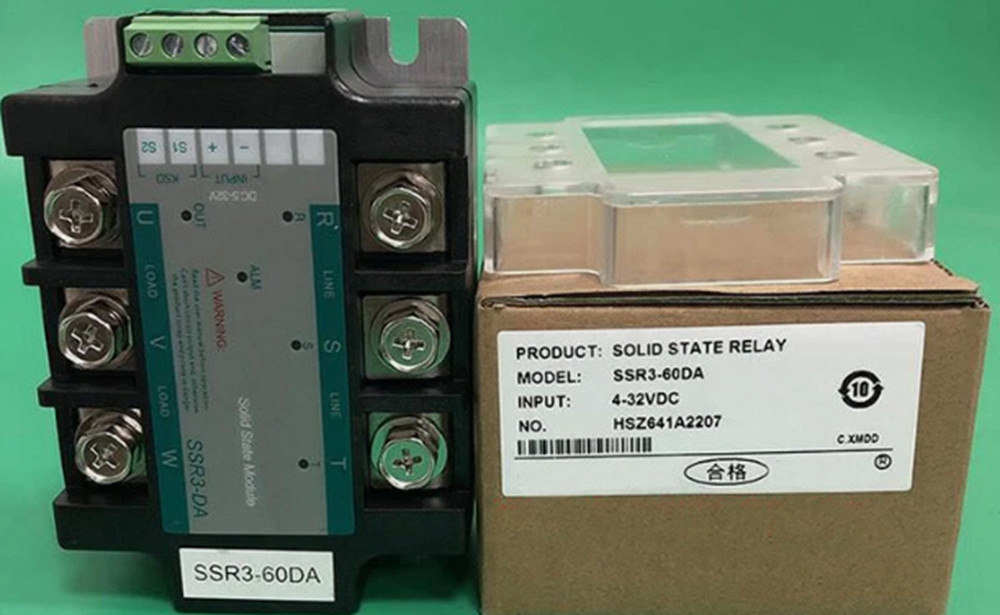 S2 S1 + −
KSD INPUT
DC:5-32V
U
OUT
R
R
LOAD
ALM
LINE
WARNING:
V
S
S
LOAD
LINE
W
SSR3-DA
Solid State Module
T
T
SSR3-60DA
PRODUCT: SOLID STATE RELAY
MODEL: SSR3-60DA
INPUT: 4-32VDC
NO. HSZ641A2207
10
C.XMDD
合格
®